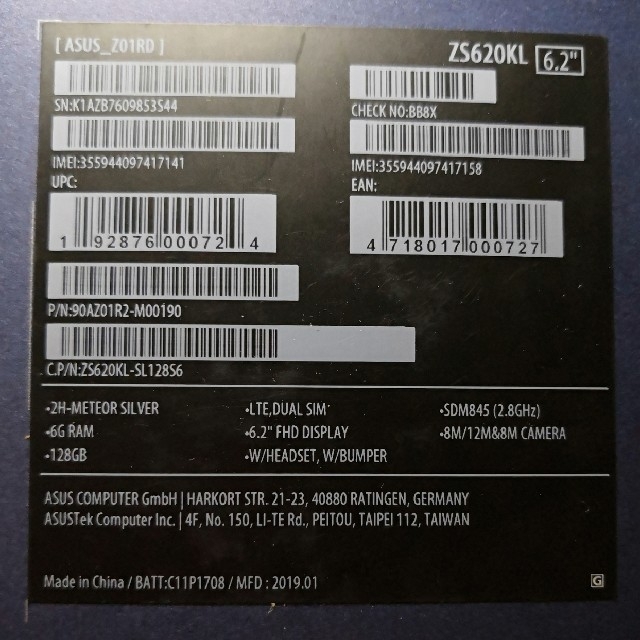 [ ASUS_Z01RD ]
ZS620KL 6.2"
SN:K1AZB7609853544
CHECK NO:BB8X
IMEI:355944097417141
IMEI:355944097417158
UPC:
EAN:
1 92876 00072 4
4 718017 000727
P/N:90AZ01R2-M00190
C.P/N:ZS620KL-SL128S6
•2H-METEOR SILVER
•LTE,DUAL SIM
•SDM845 (2.8GHz)
•6G RAM
•6.2" FHD DISPLAY
•8M/12M&8M CAMERA
•128GB
•W/HEADSET, W/BUMPER
ASUS COMPUTER GmbH | HARKORT STR. 21-23, 40880 RATINGEN, GERMANY
ASUSTek Computer Inc. | 4F, No. 150, LI-TE Rd., PEITOU, TAIPEI 112, TAIWAN
Made in China / BATT:C11P1708 / MFD : 2019.01
G